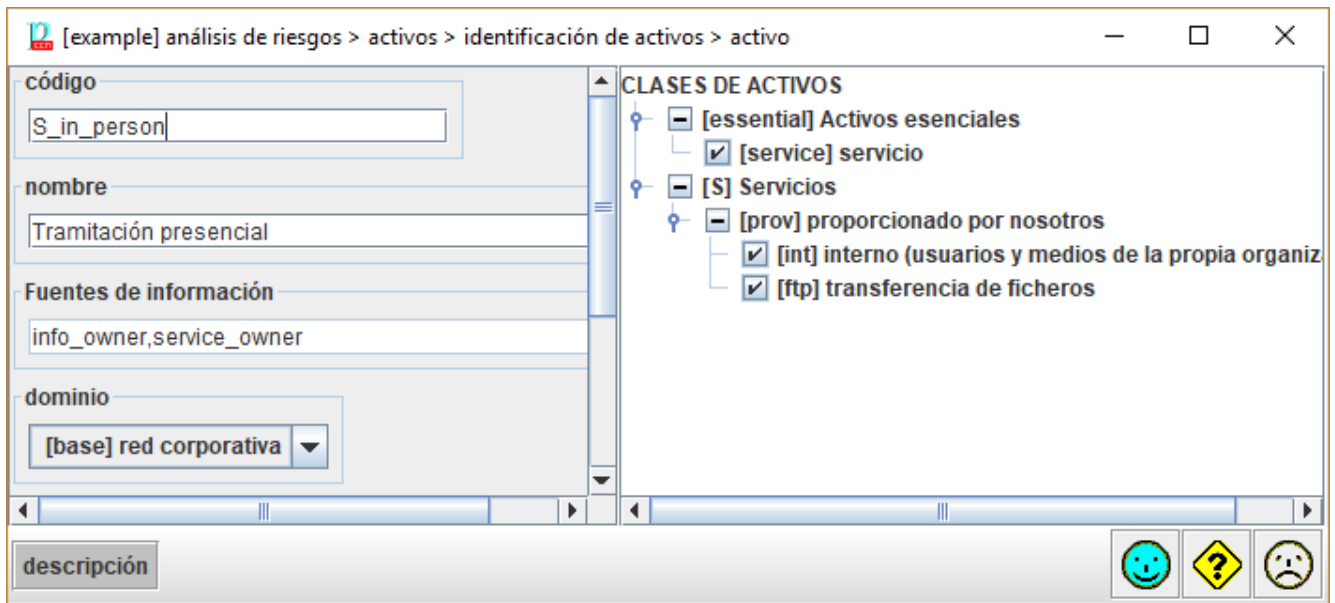 [example] análisis de riesgos > activos > identificación de activos > activo
código
S_in_person
nombre
Tramitación presencial
Fuentes de información
info_owner,service_owner
dominio
[base] red corporativa
CLASES DE ACTIVOS
[essential] Activos esenciales
[service] servicio
[S] Servicios
[prov] proporcionado por nosotros
[int] interno (usuarios y medios de la propia organiz
[ftp] transferencia de ficheros
descripción